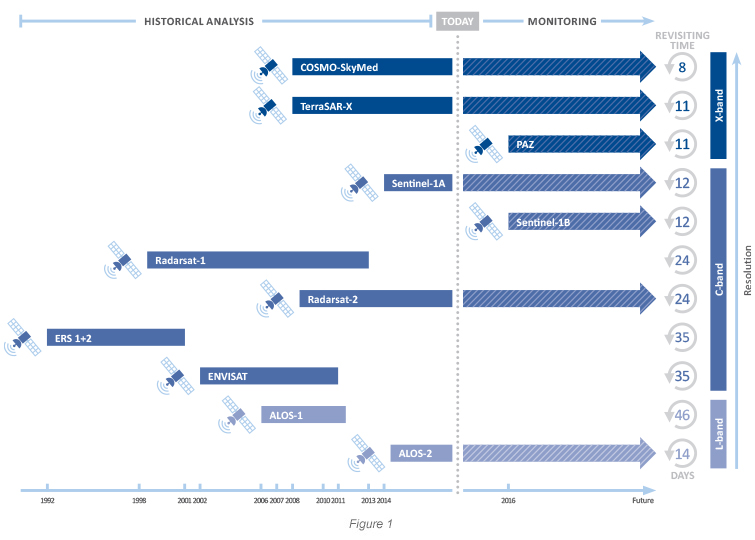 HISTORICAL ANALYSIS
TODAY
MONITORING
REVISITING
TIME
COSMO-SkyMed
8
TerraSAR-X
11
PAZ
11
X-band
Sentinel-1A
12
Sentinel-1B
12
Radarsat-1
24
Radarsat-2
24
ERS 1+2
35
ENVISAT
35
C-band
ALOS-1
46
ALOS-2
14
L-band
DAYS
Resolution
1992 1998 2001 2002 2006 2007 2008 2010 2011 2013 2014 2016 Future
Figure 1